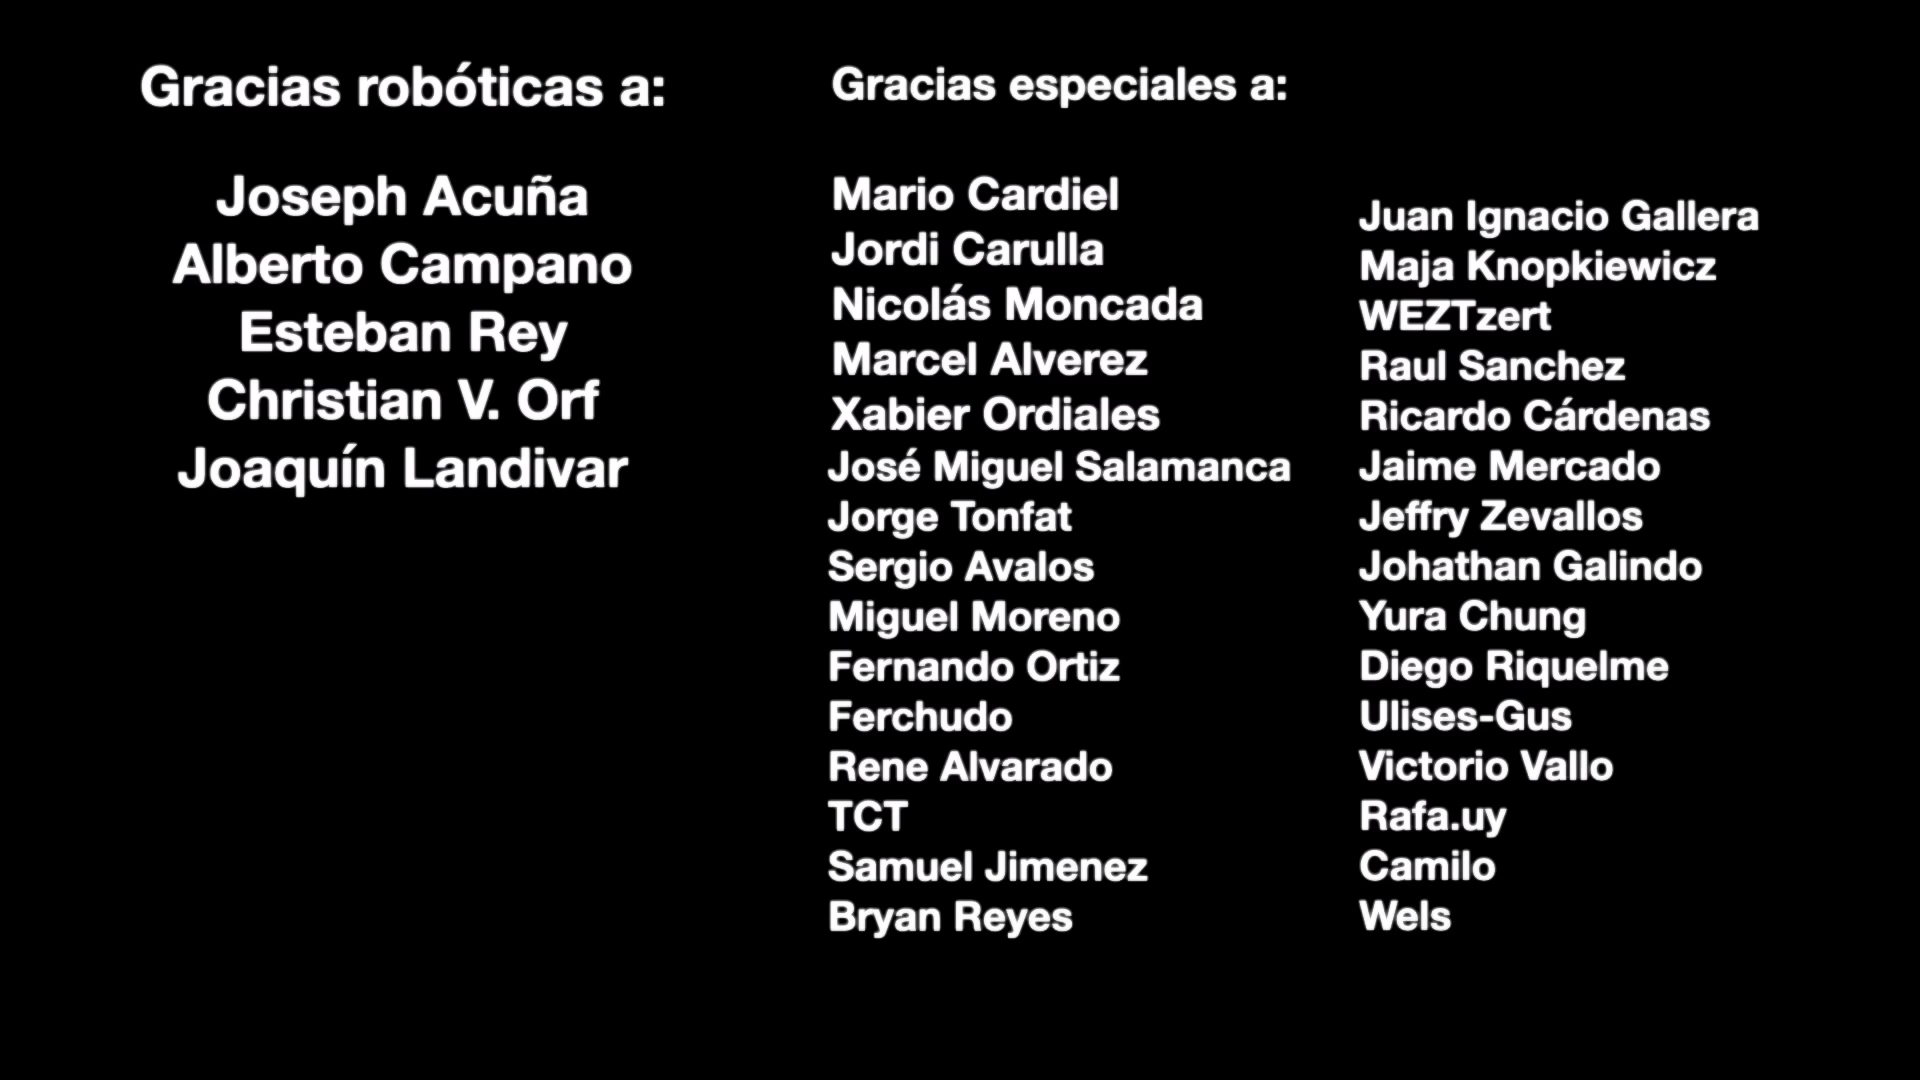 Gracias robóticas a:
Joseph Acuña
Alberto Campano
Esteban Rey
Christian V. Orf
Joaquín Landivar
Gracias especiales a:
Mario Cardiel
Jordi Carulla
Nicolás Moncada
Marcel Alverez
Xabier Ordiales
José Miguel Salamanca
Jorge Tonfat
Sergio Avalos
Miguel Moreno
Fernando Ortiz
Ferchudo
Rene Alvarado
TCT
Samuel Jimenez
Bryan Reyes
Juan Ignacio Gallera
Maja Knopkiewicz
WEZTzert
Raul Sanchez
Ricardo Cárdenas
Jaime Mercado
Jeffry Zevallos
Johathan Galindo
Yura Chung
Diego Riquelme
Ulises-Gus
Victorio Vallo
Rafa.uy
Camilo
Wels